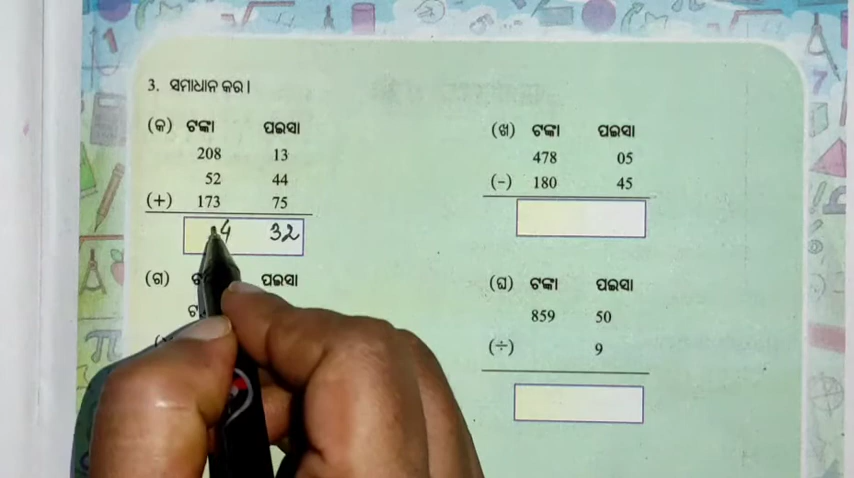 3. ସମାଧାନ କର ।
(କ) ଟଙ୍କା ପଇସା
208 13
52 44
(+) 173 75
4 32
(ଖ) ଟଙ୍କା ପଇସା
478 05
(-) 180 45
(ଗ) ପଇସା
(ଘ) ଟଙ୍କା ପଇସା
859 50
(÷) 9